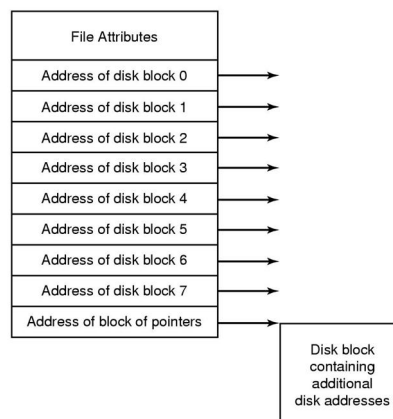 File Attributes
Address of disk block 0
Address of disk block 1
Address of disk block 2
Address of disk block 3
Address of disk block 4
Address of disk block 5
Address of disk block 6
Address of disk block 7
Address of block of pointers
Disk block
containing
additional
disk addresses